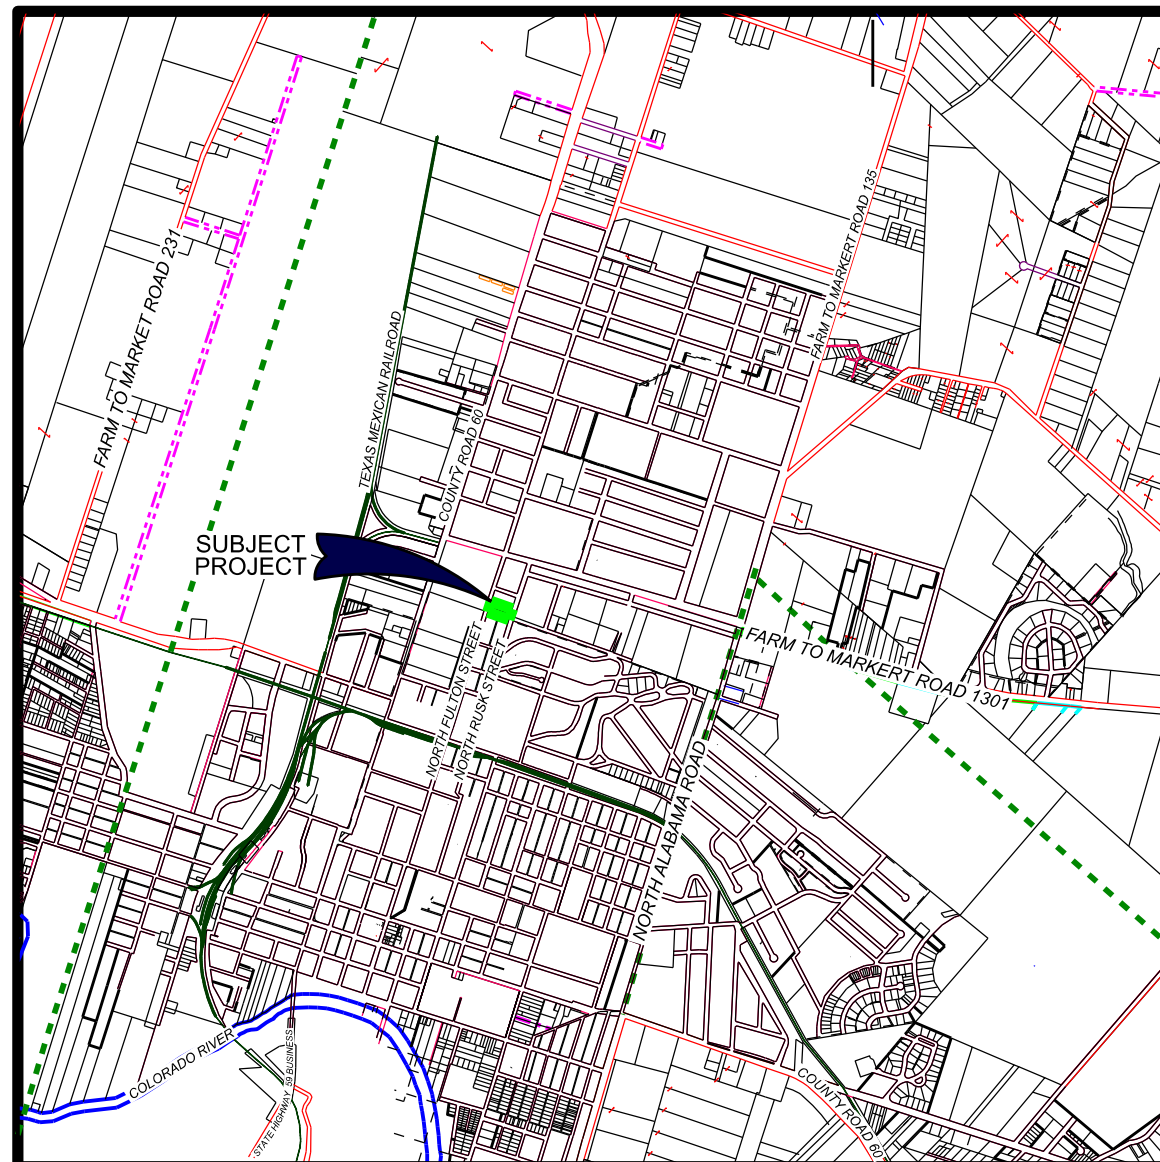 FARM TO MARKERT ROAD 135
FARM TO MARKET ROAD 231
TEXAS MEXICAN RAILROAD
COUNTY ROAD 60
SUBJECT
PROJECT
FARM TO MARKERT ROAD 1301
NORTH FULTON STREET
NORTH RUSK STREET
NORTH ALABAMA ROAD
COLORADO RIVER
STATE HIGHWAY 59 BUSINESS
COUNTY ROAD 60